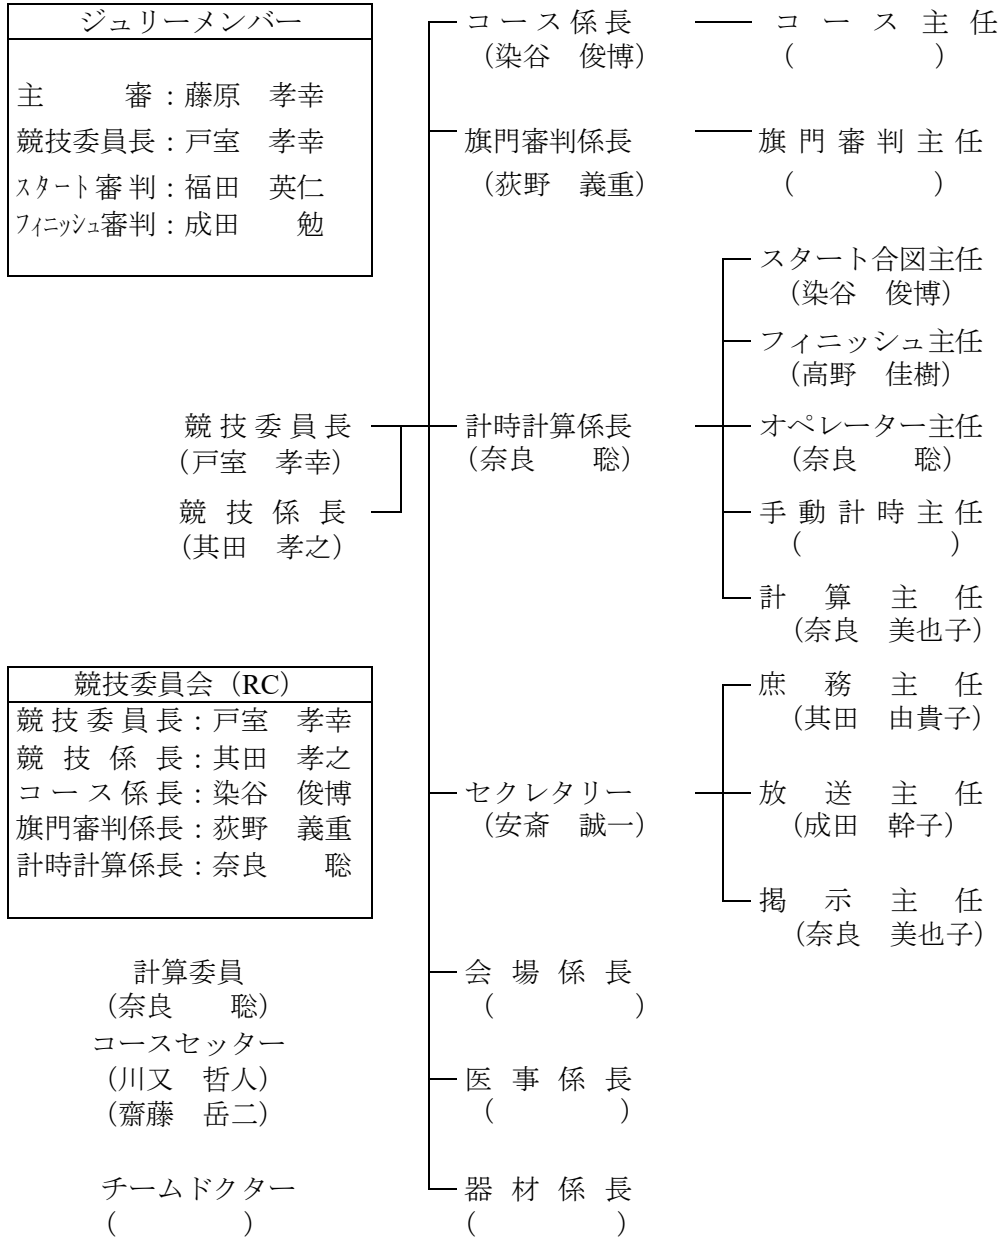 ジュリーメンバー
主　　　審：藤原　孝幸
競技委員長：戸室　孝幸
スタート審判：福田　英仁
フィニッシュ審判：成田　　勉
競技委員長
（戸室　孝幸）
競技係長
（其田　孝之）
競技委員会（RC）
競技委員長：戸室　孝幸
競技係長：其田　孝之
コース係長：染谷　俊博
旗門審判係長：荻野　義重
計時計算係長：奈良　　聡
計算委員
（奈良　　聡）
コースセッター
（川又　哲人）
（齋藤　岳二）
チームドクター
（　　　　　）
コース係長
（染谷　俊博）
旗門審判係長
（荻野　義重）
計時計算係長
（奈良　　聡）
セクレタリー
（安斎　誠一）
会場係長
（　　　　　）
医事係長
（　　　　　）
器材係長
（　　　　　）
コース主任
（　　　　　）
旗門審判主任
（　　　　　）
スタート合図主任
（染谷　俊博）
フィニッシュ主任
（高野　佳樹）
オペレーター主任
（奈良　　聡）
手動計時主任
（　　　　　）
計算主任
（奈良　美也子）
庶務主任
（其田　由貴子）
放送主任
（成田　幹子）
掲示主任
（奈良　美也子）